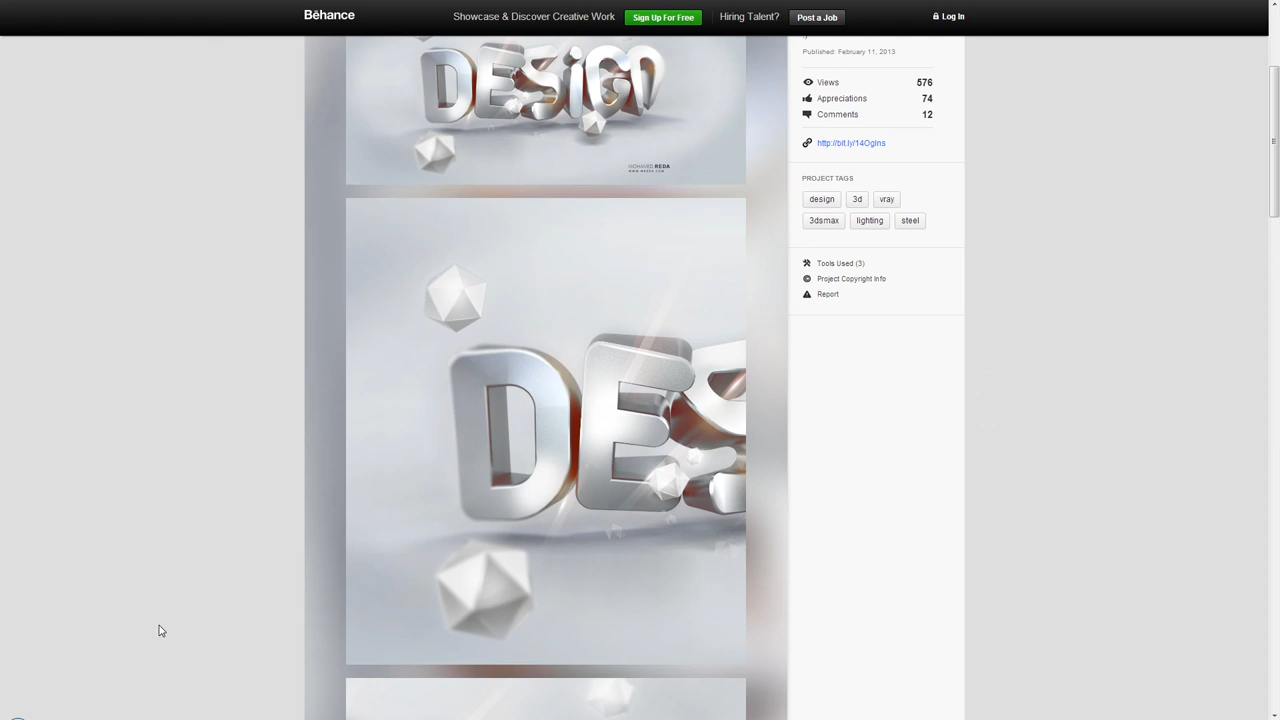 Bēhance
Showcase & Discover Creative Work Sign Up For Free Hiring Talent? Post a Job Log In
Published: February 11, 2013
DESiGN
Views 576
Appreciations 74
Comments 12
http://bit.ly/14OgIns
MOHAMED REDA
PROJECT TAGS
design 3d vray
3dsmax lighting steel
Tools Used (3)
Project Copyright Info
Report
DES